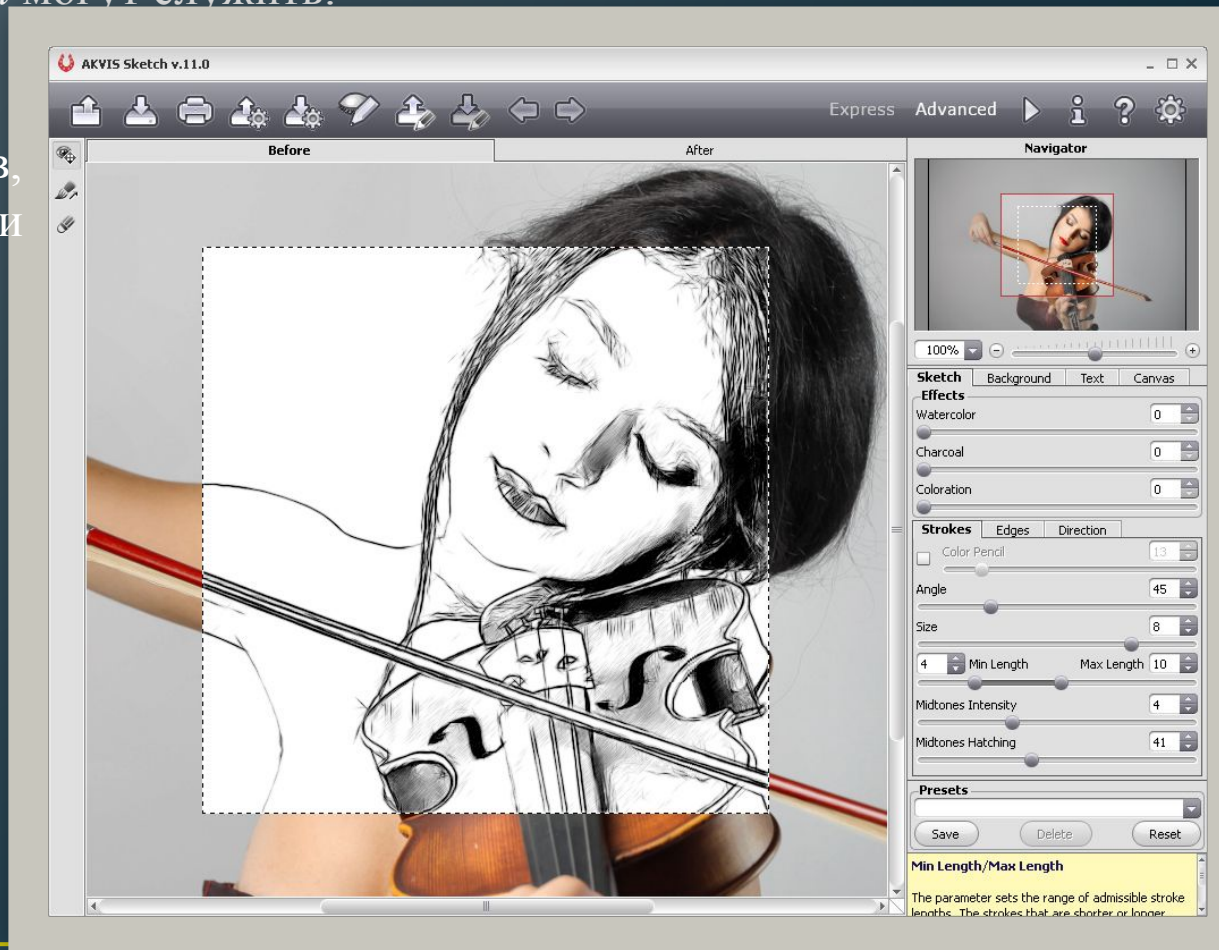 могут служить:
и
AKVIS Sketch v.11.0
Express Advanced
Before After
Navigator
100%
Sketch Background Text Canvas
Effects
Watercolor 0
Charcoal 0
Coloration 0
Strokes Edges Direction
Color Pencil 13
Angle 45
Size 8
4 Min Length Max Length 10
Midtones Intensity 4
Midtones Hatching 41
Presets
Save Delete Reset
Min Length/Max Length
The parameter sets the range of admissible stroke
lengths. The strokes that are shorter or longer